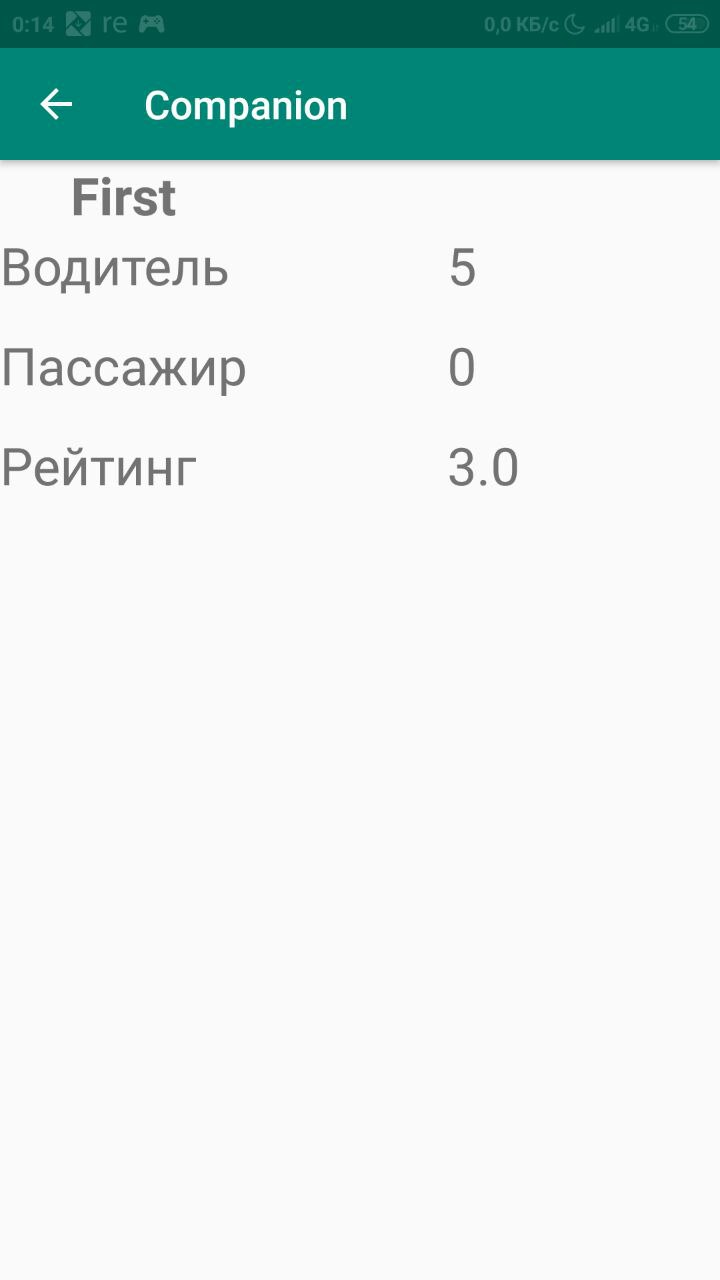 0:14 re 0,0 КБ/с 4G 54
Companion
First
Водитель 5
Пассажир 0
Рейтинг 3.0